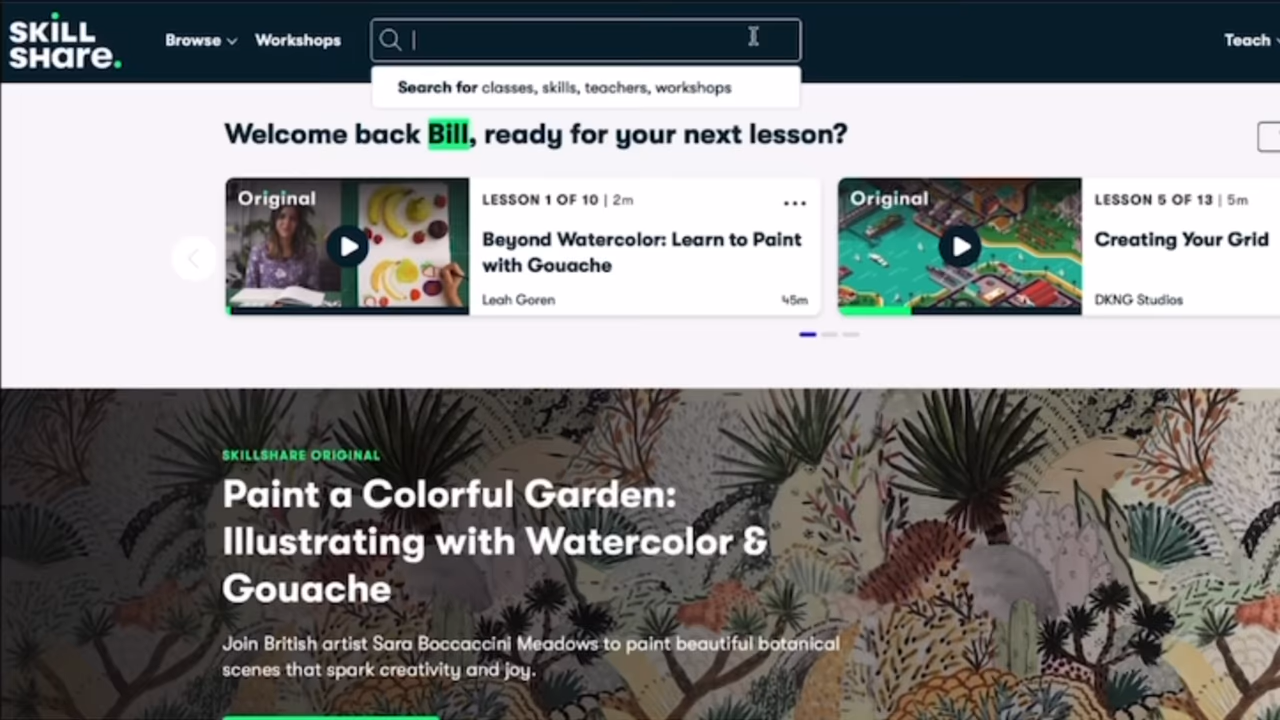 SKILL
SHare.
Browse
Workshops
Teach
Search for classes, skills, teachers, workshops
Welcome back Bill, ready for your next lesson?
Original
LESSON 1 OF 10 | 2m
Beyond Watercolor: Learn to Paint
with Gouache
Leah Goren
45m
Original
LESSON 5 OF 13 | 5m
Creating Your Grid
DKNG Studios
SKILLSHARE ORIGINAL
Paint a Colorful Garden:
Illustrating with Watercolor &
Gouache
Join British artist Sara Boccaccini Meadows to paint beautiful botanical
scenes that spark creativity and joy.